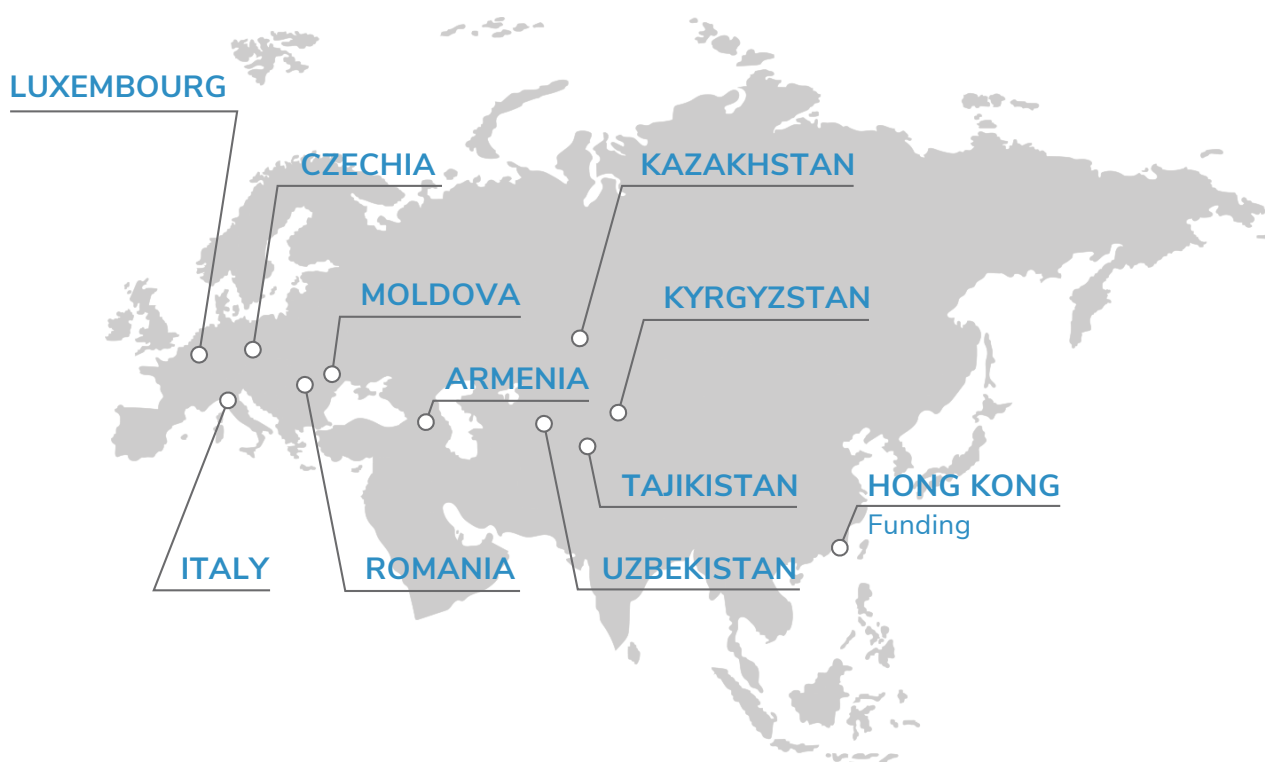 LUXEMBOURG
CZECHIA
KAZAKHSTAN
MOLDOVA
KYRGYZSTAN
ARMENIA
TAJIKISTAN
HONG KONG
Funding
ITALY
ROMANIA
UZBEKISTAN